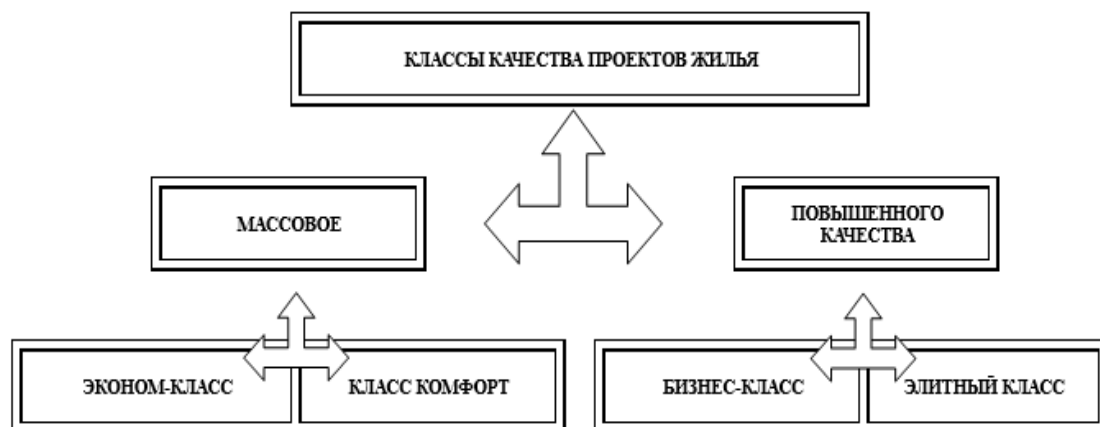 КЛАССЫ КАЧЕСТВА ПРОЕКТОВ ЖИЛЬЯ
МАССОВОЕ
ПОВЫШЕННОГО
КАЧЕСТВА
ЭКОНОМ-КЛАСС
КЛАСС КОМФОРТ
БИЗНЕС-КЛАСС
ЭЛИТНЫЙ КЛАСС